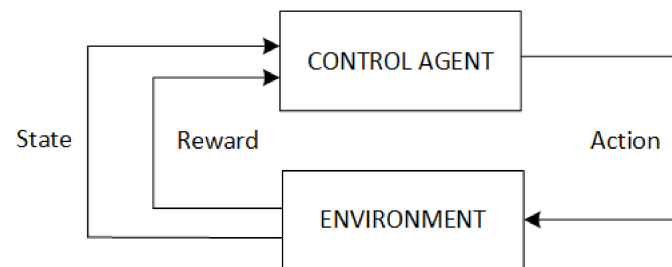 CONTROL AGENT
State
Reward
Action
ENVIRONMENT